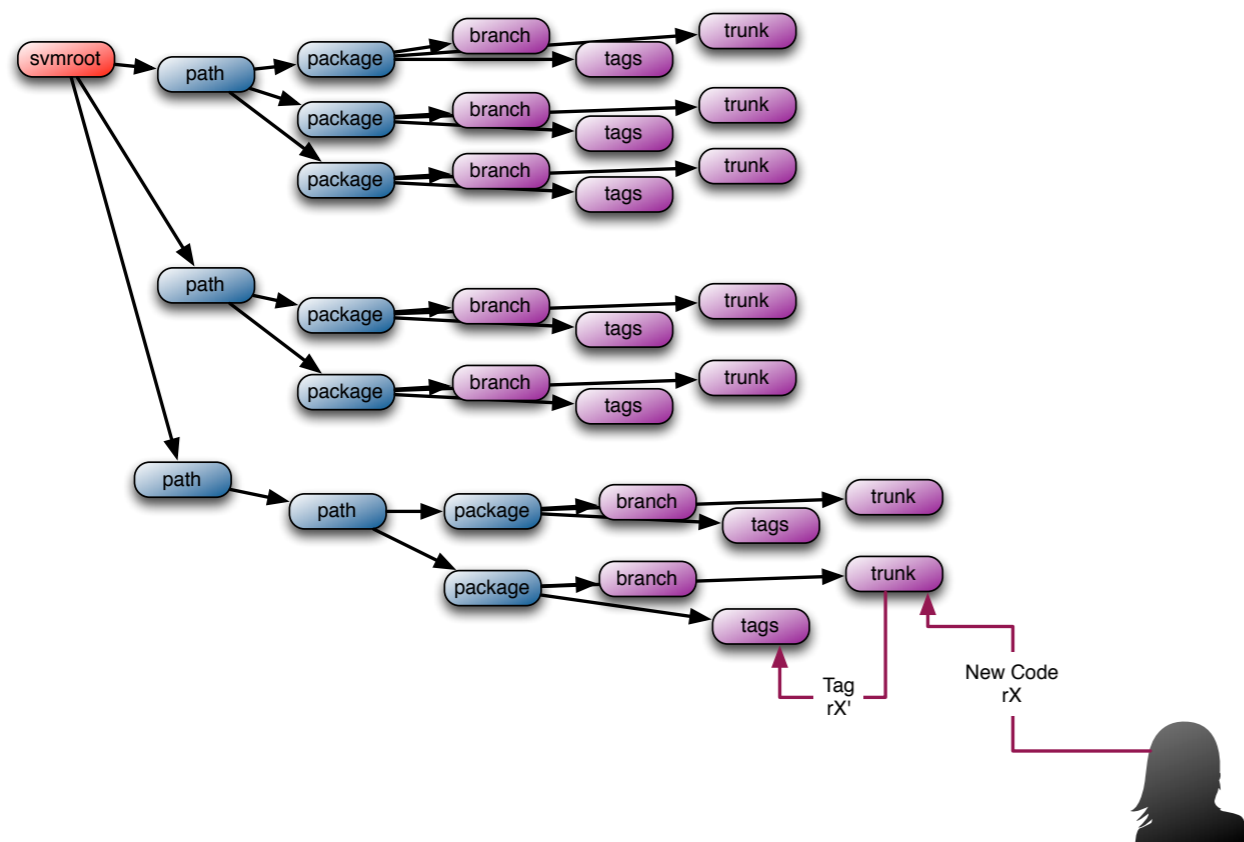 svmroot
path
package
branch
tags
trunk
package
branch
tags
trunk
package
branch
tags
trunk
path
package
branch
tags
trunk
package
branch
tags
trunk
path
path
package
branch
tags
trunk
package
branch
tags
trunk
Tag
rX'
New Code
rX